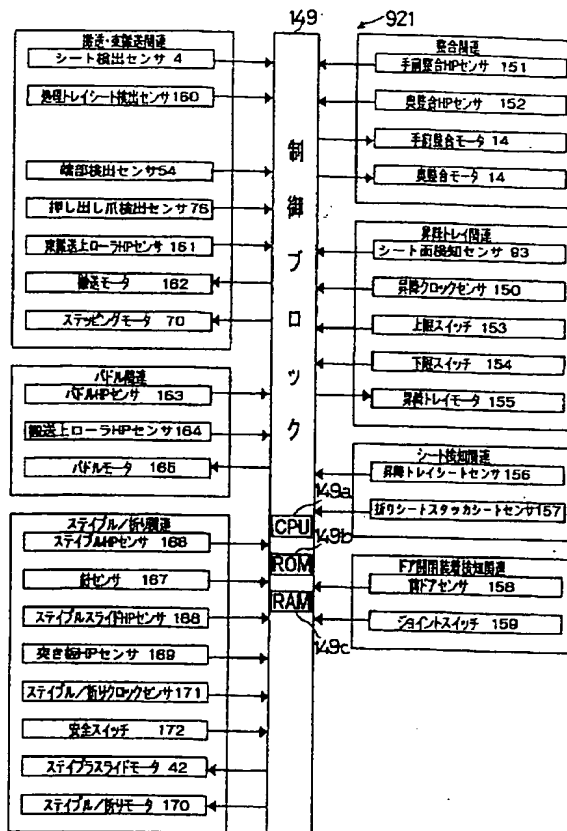 149
921
搬送・束搬送関連
シート検出センサ 4
処理トレイシート検出センサ 160
端部検出センサ54
押し出し爪検出センサ76
束搬送上ローラHPセンサ 161
搬送モータ 162
ステッピングモータ 70
パドル関連
パドルHPセンサ 163
搬送上ローラHPセンサ 164
パドルモータ 165
ステイプル/折り関連
ステイプルHPセンサ 166
針センサ 167
ステイプルスライドHPセンサ 168
突き板HPセンサ 169
ステイプル/折りクロックセンサ 171
安全スイッチ 172
ステイプラスライドモータ 42
ステイプル/折りモータ 170
制御ブロック
149a
CPU
149b
ROM
RAM
149c
整合関連
手前整合HPセンサ 151
奥整合HPセンサ 152
手前整合モータ 14
奥整合モータ 14
昇降トレイ関連
シート面検知センサ 93
昇降クロックセンサ 150
上限スイッチ 153
下限スイッチ 154
昇降トレイモータ 155
シート検知関連
昇降トレイシートセンサ 156
折りシートスタッカシートセンサ157
ドア開閉装着検知関連
前ドアセンサ 158
ジョイントスイッチ 159